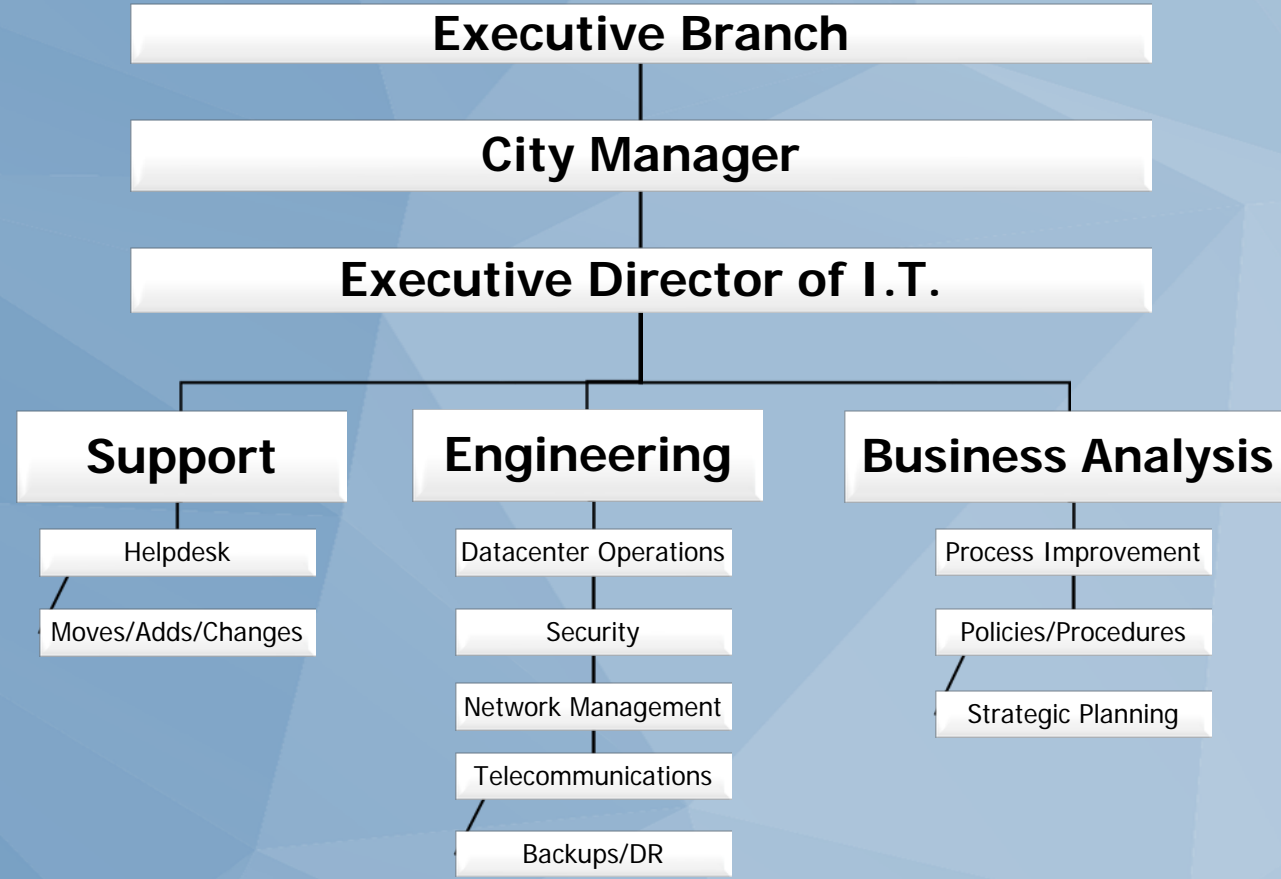 Executive Branch
City Manager
Executive Director of I.T.
Support
Helpdesk
Moves/Adds/Changes
Engineering
Datacenter Operations
Security
Network Management
Telecommunications
Backups/DR
Business Analysis
Process Improvement
Policies/Procedures
Strategic Planning